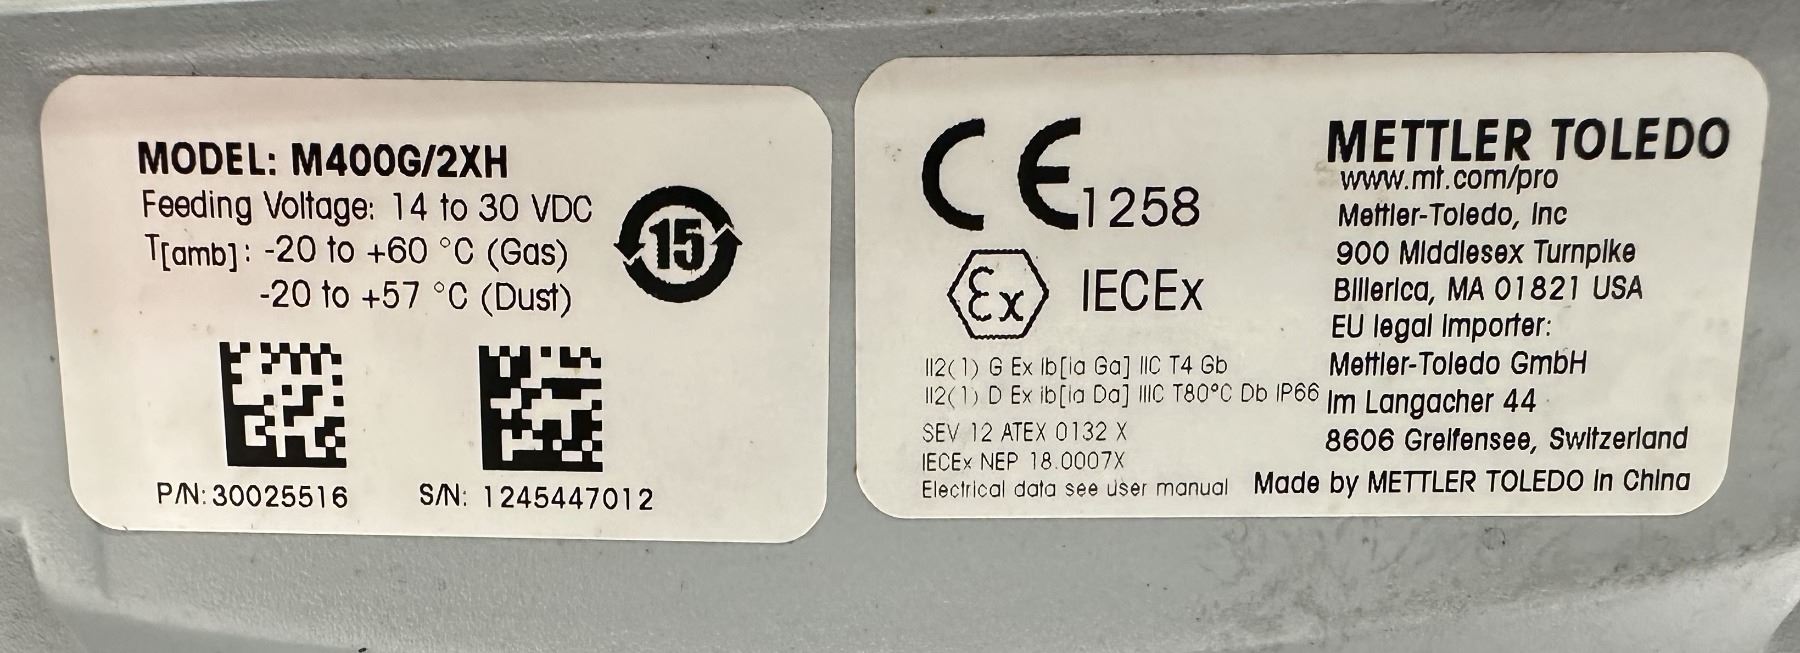 MODEL: M400G/2XH
Feeding Voltage: 14 to 30 VDC
T[amb]: -20 to +60 °C (Gas)
-20 to +57 °C (Dust)
15
P/N: 30025516
S/N: 1245447012
CE 1258
Ex IECEx
II2(1) G Ex ib[ia Ga] IIC T4 Gb
II2(1) D Ex ib[ia Da] IIIC T80°C Db IP66
SEV 12 ATEX 0132 X
IECEx NEP 18.0007X
Electrical data see user manual
METTLER TOLEDO
www.mt.com/pro
Mettler-Toledo, Inc
900 Middlesex Turnpike
Billerica, MA 01821 USA
EU legal Importer:
Mettler-Toledo GmbH
Im Langacher 44
8606 Greifensee, Switzerland
Made by METTLER TOLEDO in China